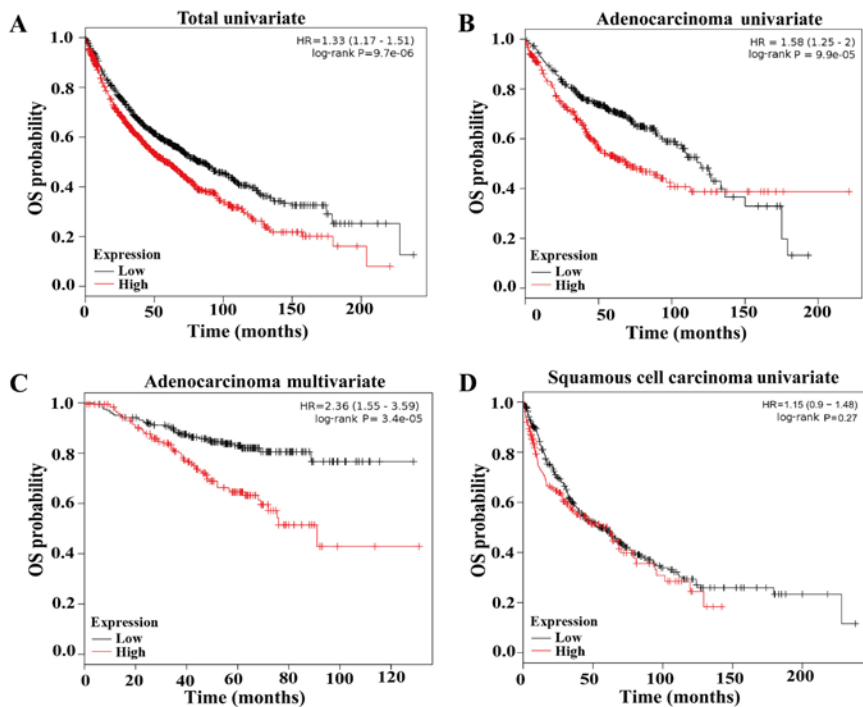 A
Total univariate
HR=1.33 (1.17 - 1.51)
log-rank P=9.7e-06
OS probability
1.0
0.8
0.6
0.4
0.2
0.0
Expression
Low
High
0 50 100 150 200
Time (months)
B
Adenocarcinoma univariate
HR = 1.58 (1.25 - 2)
log-rank P = 9.9e-05
OS probability
1.0
0.8
0.6
0.4
0.2
0.0
Expression
Low
High
0 50 100 150 200
Time (months)
C
Adenocarcinoma multivariate
HR=2.36 (1.55 - 3.59)
log-rank P= 3.4e-05
OS probability
1.0
0.8
0.6
0.4
0.2
0.0
Expression
Low
High
0 20 40 60 80 100 120
Time (months)
D
Squamous cell carcinoma univariate
HR=1.15 (0.9 – 1.48)
log-rank P=0.27
OS probability
1.0
0.8
0.6
0.4
0.2
0.0
Expression
Low
High
0 50 100 150 200
Time (months)